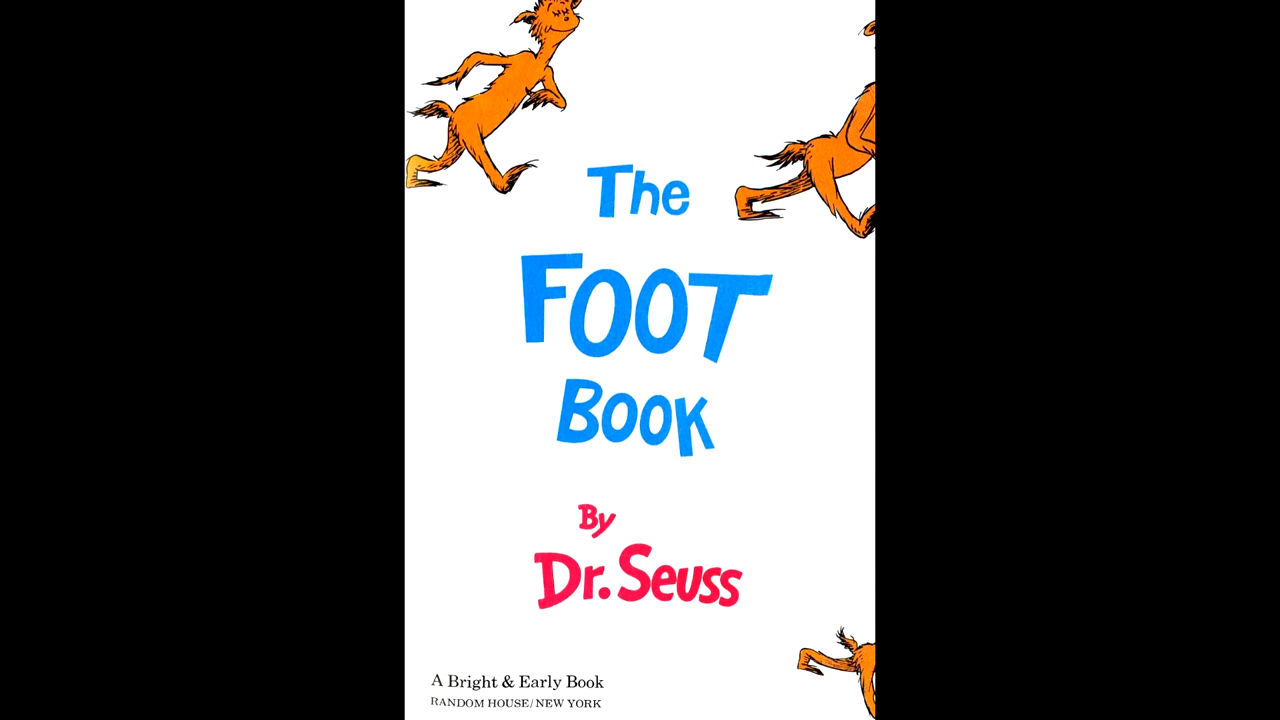 The
FOOT
BOOK
By
Dr. Seuss
A Bright & Early Book
RANDOM HOUSE/NEW YORK